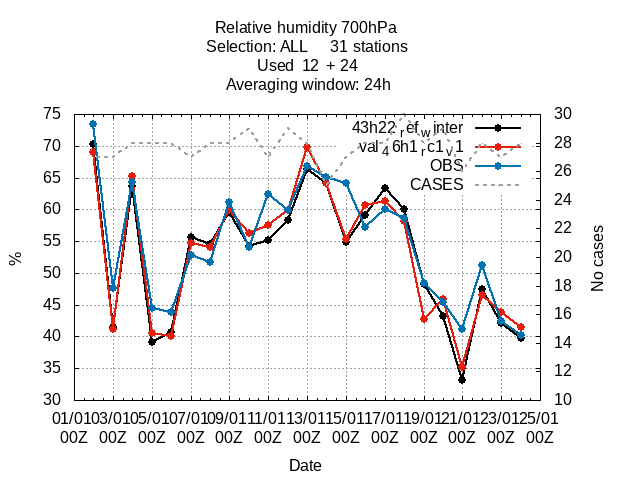 Relative humidity 700hPa
Selection: ALL 31 stations
Used 12 + 24
Averaging window: 24h
75 30
43h22_ref_winter
val_46h1_rc1_v1
OBS
CASES
70 28
65 26
60 24
55 22
50 20
45 18
40 16
35 14
30 12
10
%
No cases
01/01 03/01 05/01 07/01 09/01 11/01 13/01 15/01 17/01 19/01 21/01 23/01 25/01
00Z 00Z 00Z 00Z 00Z 00Z 00Z 00Z 00Z 00Z 00Z 00Z 00Z
Date